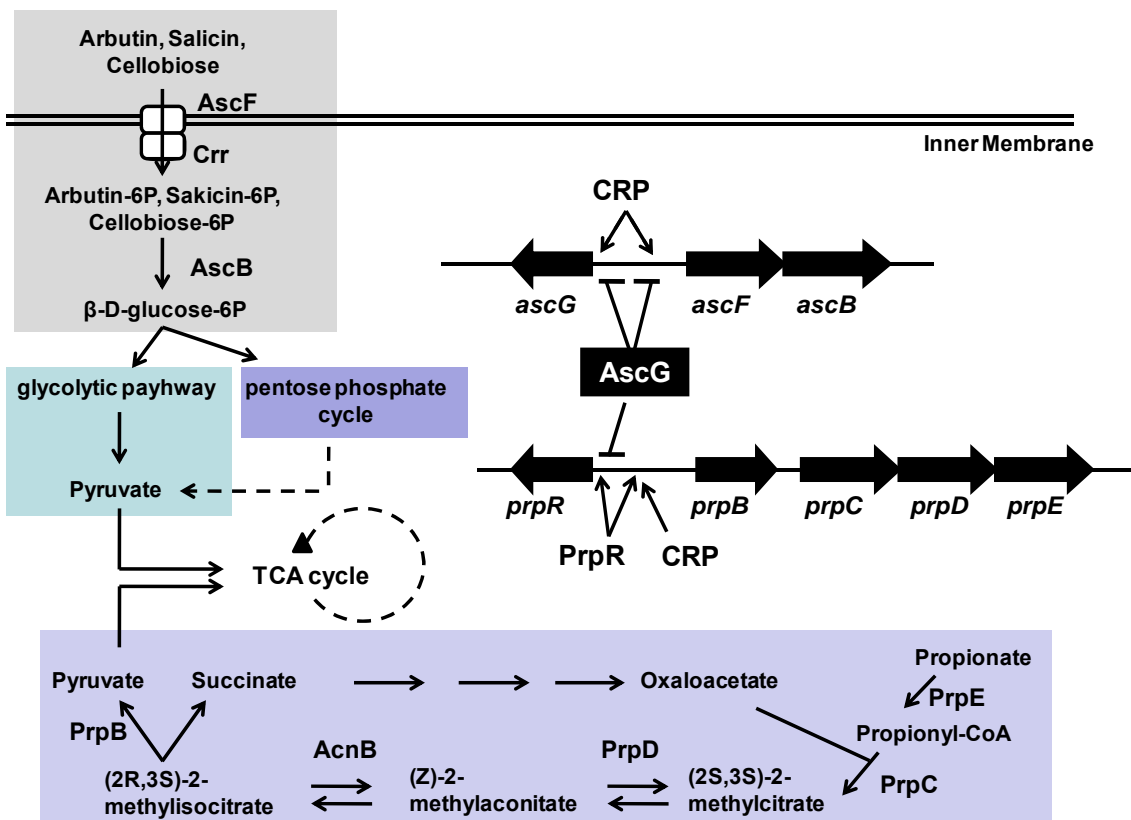 Arbutin, Salicin,
Cellobiose
AscF
Inner Membrane
Crr
Arbutin-6P, Sakicin-6P,
Cellobiose-6P
AscB
β-D-glucose-6P
glycolytic payhway
pentose phosphate
cycle
Pyruvate
TCA cycle
CRP
ascG
ascF
ascB
AscG
prpR
prpB
prpC
prpD
prpE
PrpR
CRP
Pyruvate
Succinate
Oxaloacetate
Propionate
PrpE
Propionyl-CoA
PrpC
PrpB
AcnB
PrpD
(2R,3S)-2-
methylisocitrate
(Z)-2-
methylaconitate
(2S,3S)-2-
methylcitrate